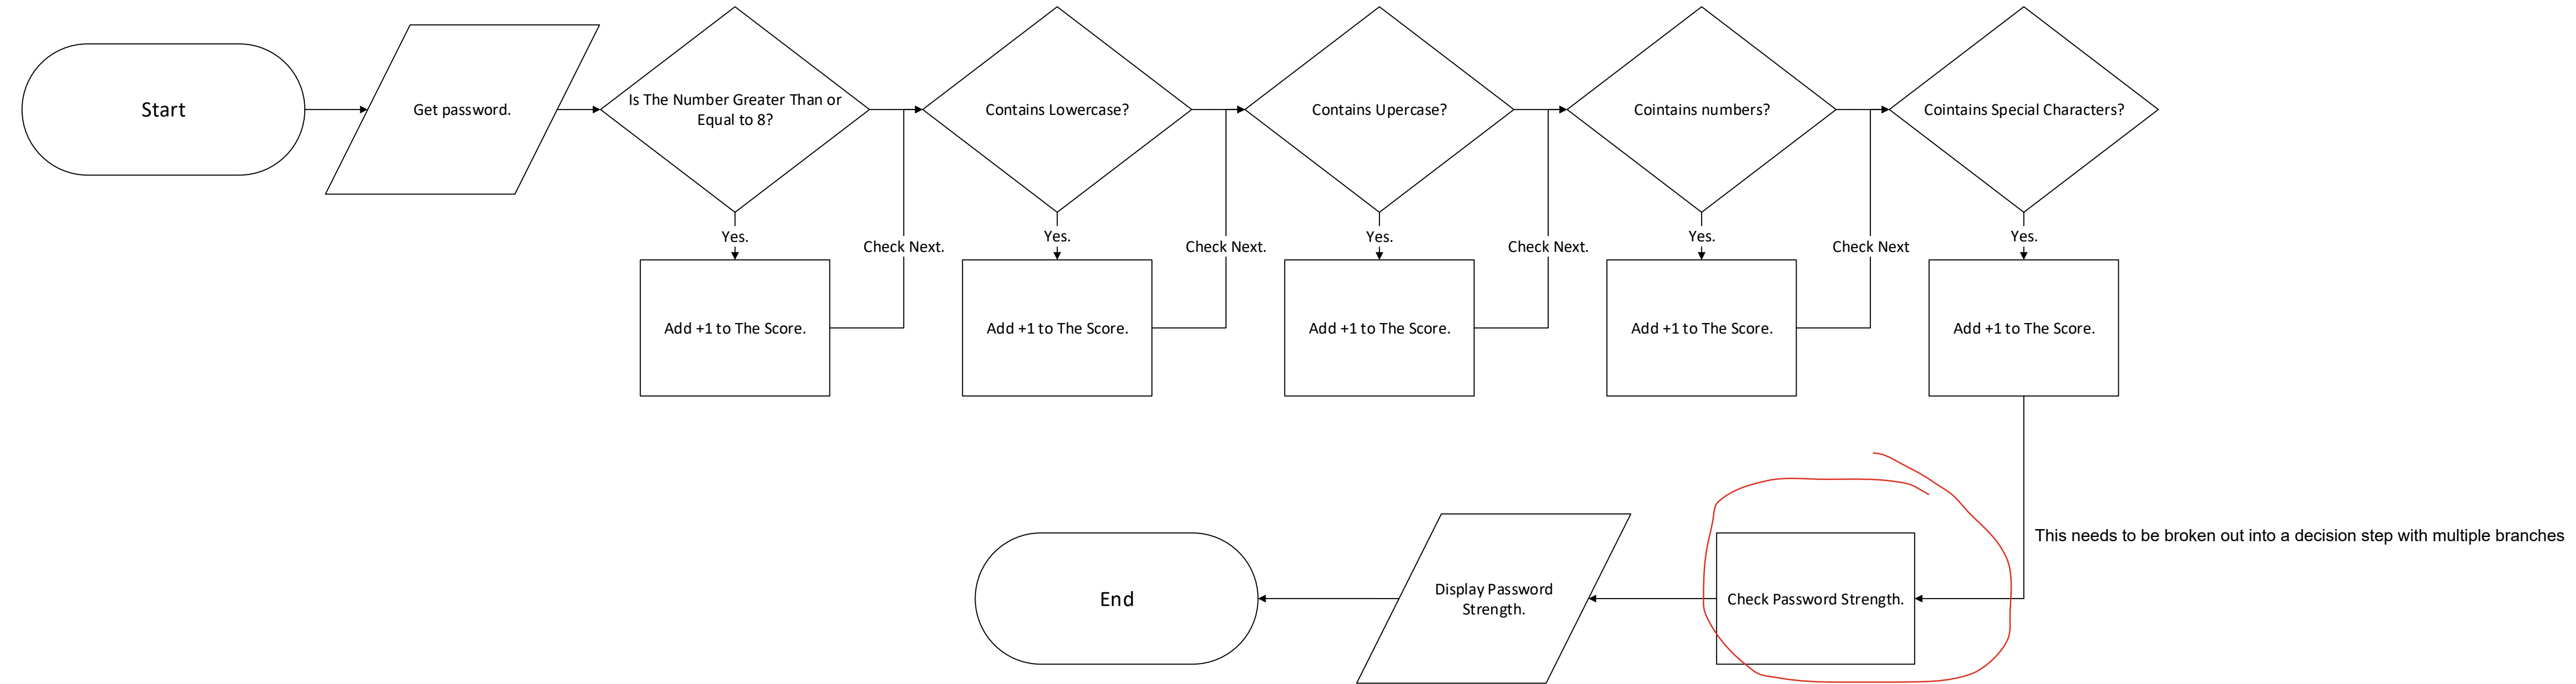 Start
Get password.
Is The Number Greater Than or
Equal to 8?
Contains Lowercase?
Contains Upercase?
Cointains numbers?
Cointains Special Characters?
Yes.
Check Next.
Yes.
Check Next.
Yes.
Check Next.
Yes.
Check Next
Yes.
Add +1 to The Score.
Add +1 to The Score.
Add +1 to The Score.
Add +1 to The Score.
Add +1 to The Score.
This needs to be broken out into a decision step with multiple branches
End
Display Password
Strength.
Check Password Strength.